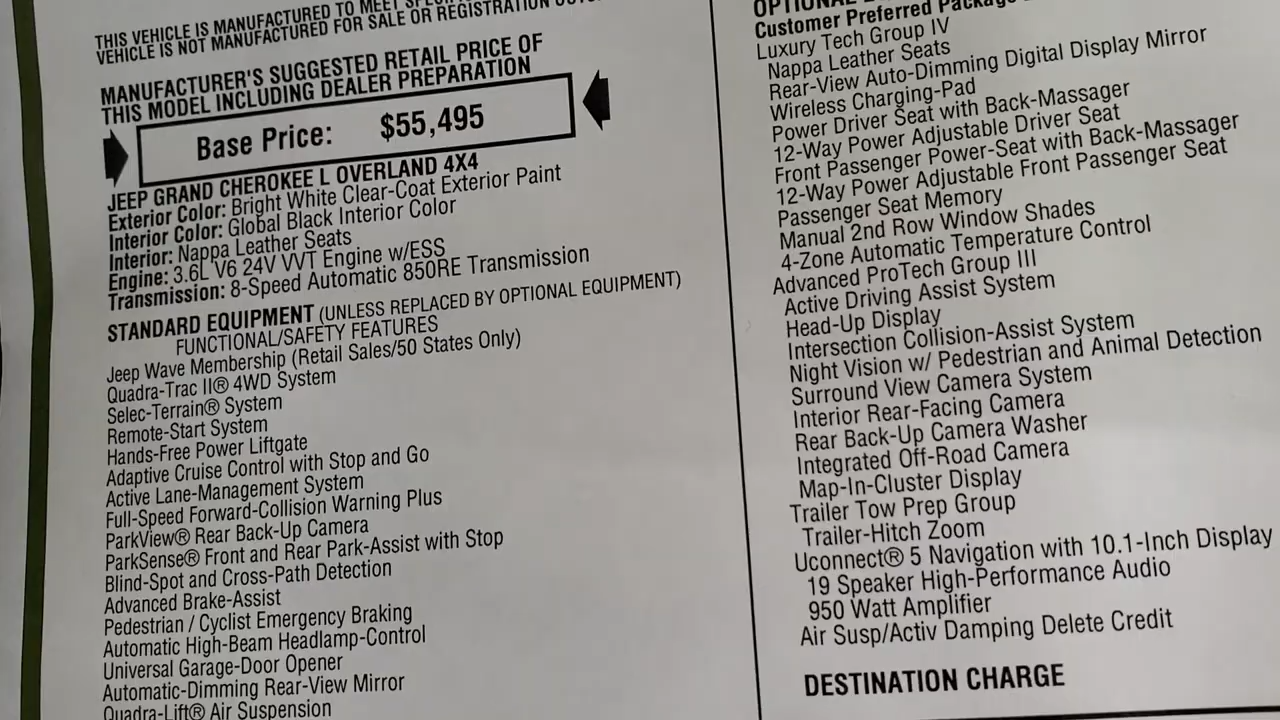 THIS VEHICLE IS MANUFACTURED TO MEET
VEHICLE IS NOT MANUFACTURED FOR SALE OR REGISTRATION
MANUFACTURER'S SUGGESTED RETAIL PRICE OF
THIS MODEL INCLUDING DEALER PREPARATION
Base Price: $55,495
JEEP GRAND CHEROKEE L OVERLAND 4X4
Exterior Color: Bright White Clear-Coat Exterior Paint
Interior Color: Global Black Interior Color
Interior: Nappa Leather Seats
Engine: 3.6L V6 24V VVT Engine w/ESS
Transmission: 8-Speed Automatic 850RE Transmission
STANDARD EQUIPMENT (UNLESS REPLACED BY OPTIONAL EQUIPMENT)
FUNCTIONAL/SAFETY FEATURES
Jeep Wave Membership (Retail Sales/50 States Only)
Quadra-Trac II® 4WD System
Selec-Terrain® System
Remote-Start System
Hands-Free Power Liftgate
Adaptive Cruise Control with Stop and Go
Active Lane-Management System
Full-Speed Forward-Collision Warning Plus
ParkView® Rear Back-Up Camera
ParkSense® Front and Rear Park-Assist with Stop
Blind-Spot and Cross-Path Detection
Advanced Brake-Assist
Pedestrian / Cyclist Emergency Braking
Automatic High-Beam Headlamp-Control
Universal Garage-Door Opener
Automatic-Dimming Rear-View Mirror
Quadra-Lift® Air Suspension
OPTIONAL
Customer Preferred Package
Luxury Tech Group IV
Nappa Leather Seats
Rear-View Auto-Dimming Digital Display Mirror
Wireless Charging-Pad
Power Driver Seat with Back-Massager
12-Way Power Adjustable Driver Seat
Front Passenger Power-Seat with Back-Massager
12-Way Power Adjustable Front Passenger Seat
Passenger Seat Memory
Manual 2nd Row Window Shades
4-Zone Automatic Temperature Control
Advanced ProTech Group III
Active Driving Assist System
Head-Up Display
Intersection Collision-Assist System
Night Vision w/ Pedestrian and Animal Detection
Surround View Camera System
Interior Rear-Facing Camera
Rear Back-Up Camera Washer
Integrated Off-Road Camera
Map-In-Cluster Display
Trailer Tow Prep Group
Trailer-Hitch Zoom
Uconnect® 5 Navigation with 10.1-Inch Display
19 Speaker High-Performance Audio
950 Watt Amplifier
Air Susp/Activ Damping Delete Credit
DESTINATION CHARGE